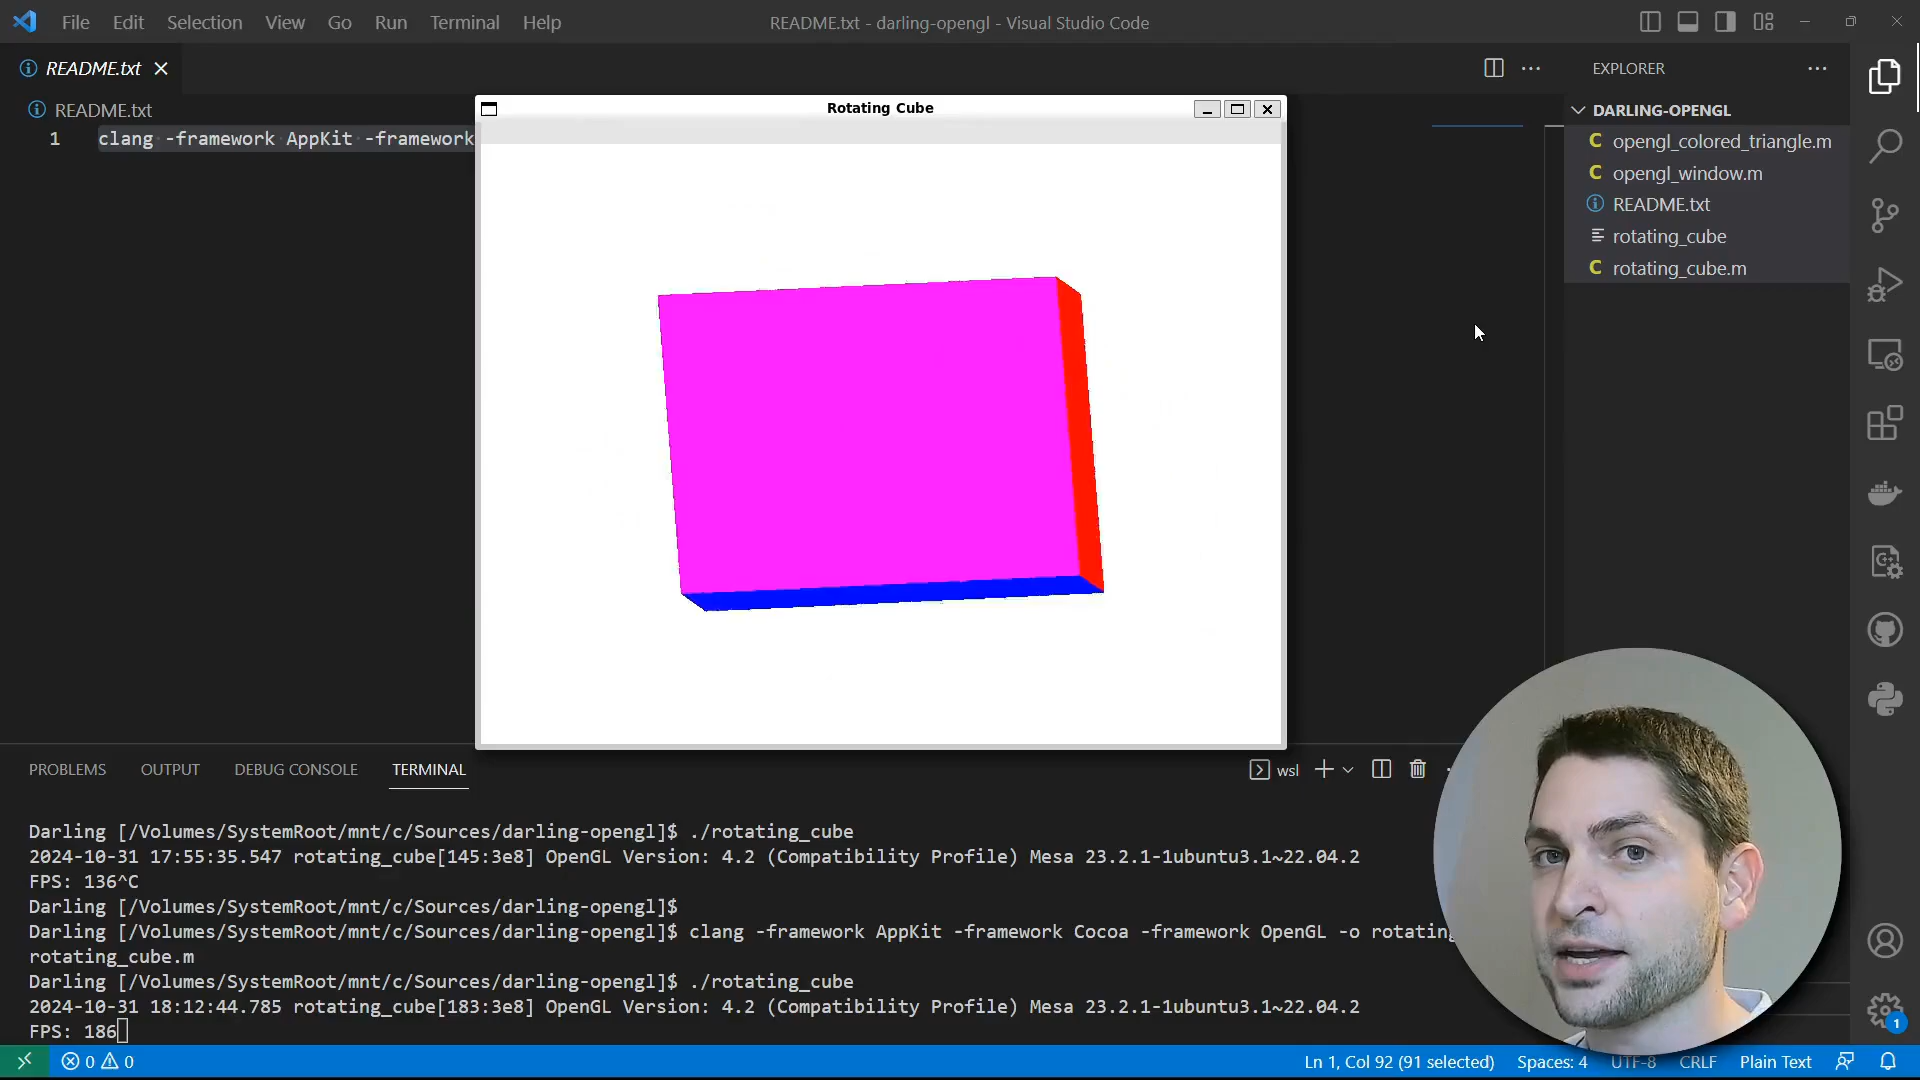 File Edit Selection View Go Run Terminal Help
README.txt - darling-opengl - Visual Studio Code
README.txt
README.txt
1 clang -framework AppKit -framework
Rotating Cube
EXPLORER
DARLING-OPENGL
opengl_colored_triangle.m
opengl_window.m
README.txt
rotating_cube
rotating_cube.m
PROBLEMS OUTPUT DEBUG CONSOLE TERMINAL
wsl
Darling [/Volumes/SystemRoot/mnt/c/Sources/darling-opengl]$ ./rotating_cube
2024-10-31 17:55:35.547 rotating_cube[145:3e8] OpenGL Version: 4.2 (Compatibility Profile) Mesa 23.2.1-1ubuntu3.1~22.04.2
FPS: 136^C
Darling [/Volumes/SystemRoot/mnt/c/Sources/darling-opengl]$
Darling [/Volumes/SystemRoot/mnt/c/Sources/darling-opengl]$ clang -framework AppKit -framework Cocoa -framework OpenGL -o rotating
rotating_cube.m
Darling [/Volumes/SystemRoot/mnt/c/Sources/darling-opengl]$ ./rotating_cube
2024-10-31 18:12:44.785 rotating_cube[183:3e8] OpenGL Version: 4.2 (Compatibility Profile) Mesa 23.2.1-1ubuntu3.1~22.04.2
FPS: 186
1
0 0
Ln 1, Col 92 (91 selected) Spaces: 4 UTF-8 CRLF Plain Text